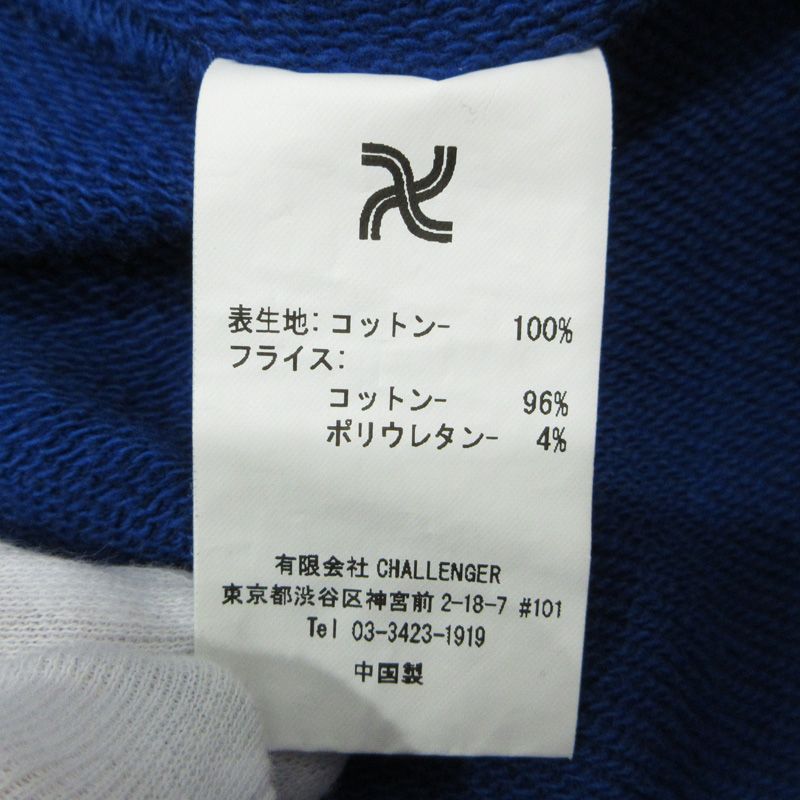 表生地: コットン- 100%
フライス:
コットン- 96%
ポリウレタン- 4%
有限会社 CHALLENGER
東京都渋谷区神宮前 2-18-7 #101
Tel 03-3423-1919
中国製